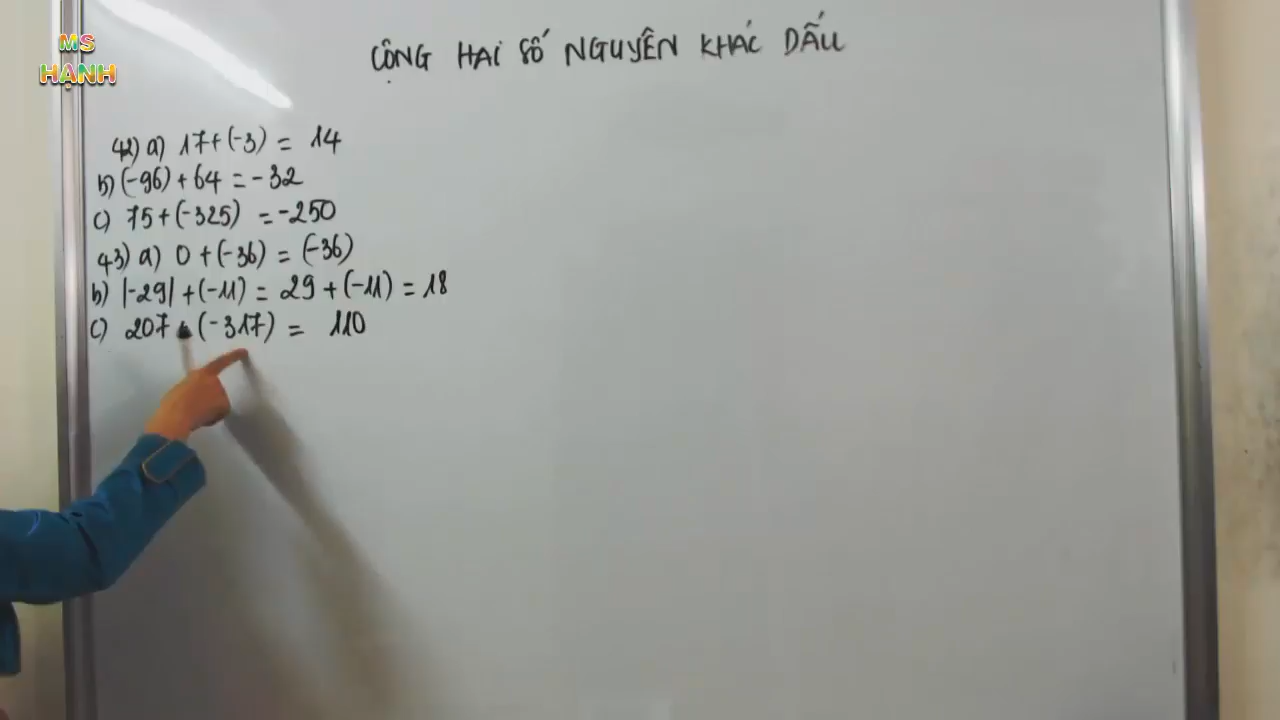 MS
HẠNH
CỘNG HAI SỐ NGUYÊN KHÁC DẤU
42) a) 17+(-3) = 14
b) (-96) + 64 = -32
c) 75+(-325) = -250
43) a) 0 + (-36) = (-36)
b) |-29| + (-11) = 29 + (-11) = 18
c) 207 + (-317) = 110